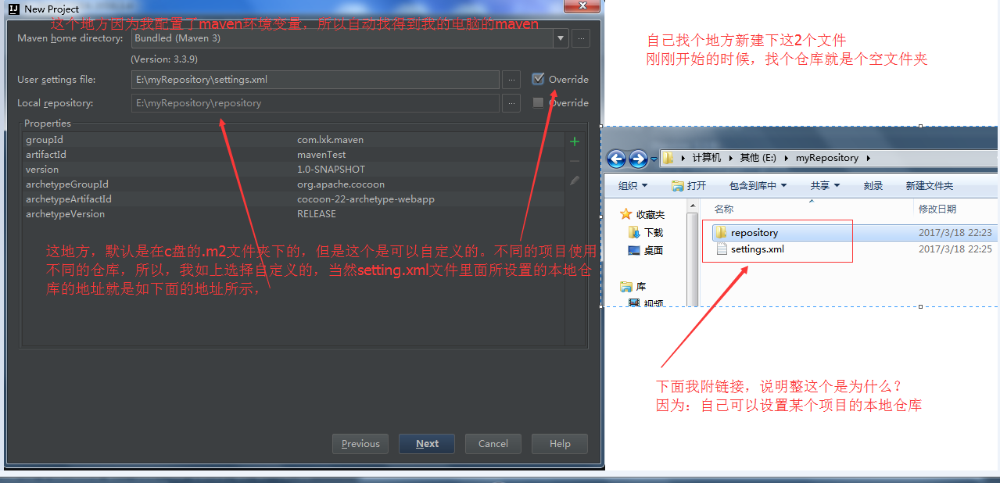 New Project
这个地方因为我配置了maven环境变量，所以自动找得到我的电脑的maven
Maven home directory: Bundled (Maven 3) ...
(Version: 3.3.9)
User settings file: E:\myRepository\settings.xml ... Override
Local repository: E:\myRepository\repository ... Override
Properties
groupId com.lxk.maven
artifactId mavenTest
version 1.0-SNAPSHOT
archetypeGroupId org.apache.cocoon
archetypeArtifactId cocoon-22-archetype-webapp
archetypeVersion RELEASE
这地方，默认是在c盘的.m2文件夹下的，但是这个是可以自定义的。不同的项目使用
不同的仓库，所以，我如上选择自定义的，当然setting.xml文件里面所设置的本地仓
库的地址就是如下面的地址所示，
Previous Next Cancel Help
自己找个地方新建下这2个文件
刚刚开始的时候，找个仓库就是个空文件夹
计算机 其他 (E:) myRepository
组织 打开 包含到库中 共享 刻录 新建文件夹
收藏夹
下载
桌面
库
视频
名称 修改日期
repository 2017/3/18 22:23
settings.xml 2017/3/18 22:25
下面我附链接，说明整这个是为什么？
因为：自己可以设置某个项目的本地仓库